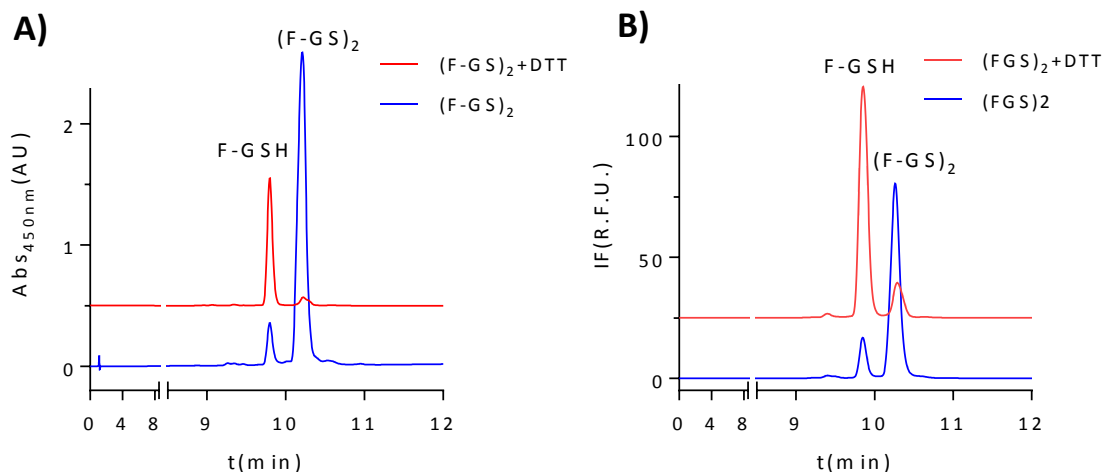 A)
(F-GS)2
(F-GS)2+DTT
(F-GS)2
F-GSH
Abs450nm(AU)
2
1
0
0 4 8 9 10 11 12
t(min)
B)
F-GSH
(FGS)2+DTT
(FGS)2
(F-GS)2
IF(R.F.U.)
100
50
0
0 4 8 9 10 11 12
t(min)